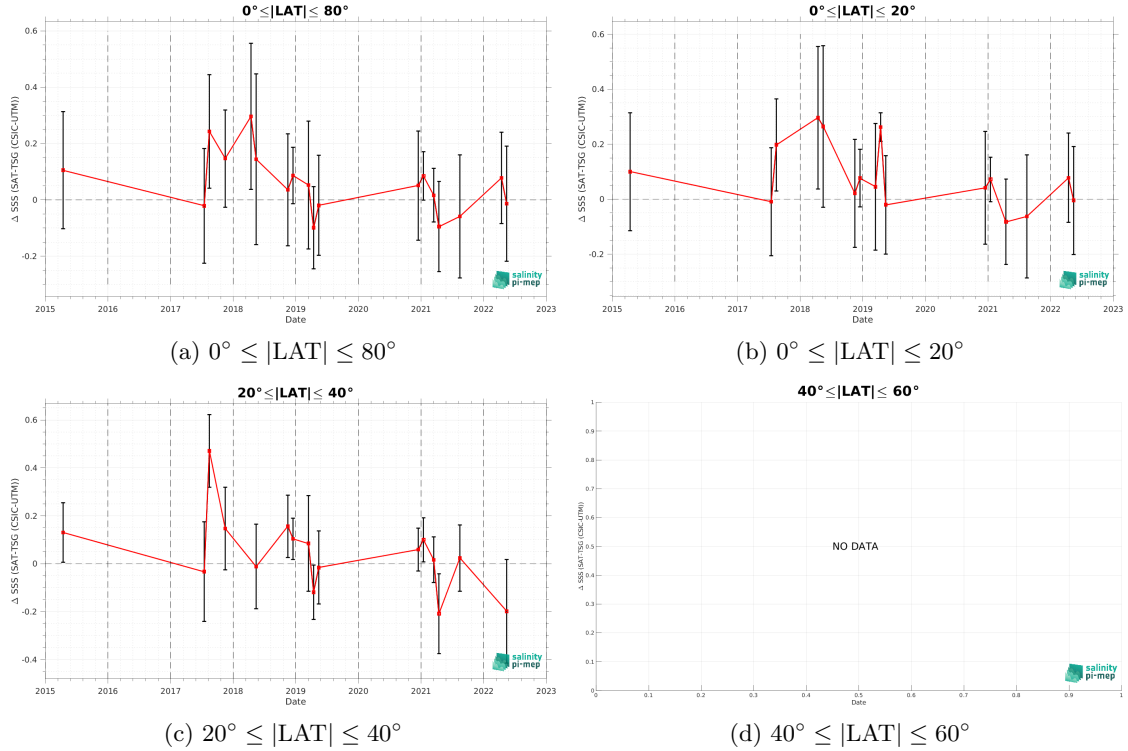 0°≤|LAT|≤ 80°
Δ SSS (SAT-TSG (CSIC-UTM))
0.6
0.4
0.2
0
-0.2
2015 2016 2017 2018 2019 2020 2021 2022 2023
Date
salinity
pi-mep
(a) 0° ≤ |LAT| ≤ 80°
0°≤|LAT|≤ 20°
Δ SSS (SAT-TSG (CSIC-UTM))
0.6
0.4
0.2
0
-0.2
2015 2016 2017 2018 2019 2020 2021 2022 2023
Date
salinity
pi-mep
(b) 0° ≤ |LAT| ≤ 20°
20°≤|LAT|≤ 40°
Δ SSS (SAT-TSG (CSIC-UTM))
0.6
0.4
0.2
0
-0.2
-0.4
2015 2016 2017 2018 2019 2020 2021 2022 2023
Date
salinity
pi-mep
(c) 20° ≤ |LAT| ≤ 40°
40°≤|LAT|≤ 60°
Δ SSS (SAT-TSG (CSIC-UTM))
1
0.9
0.8
0.7
0.6
0.5
0.4
0.3
0.2
0.1
0
NO DATA
0 0.1 0.2 0.3 0.4 0.5 0.6 0.7 0.8 0.9 1
Date
salinity
pi-mep
(d) 40° ≤ |LAT| ≤ 60°